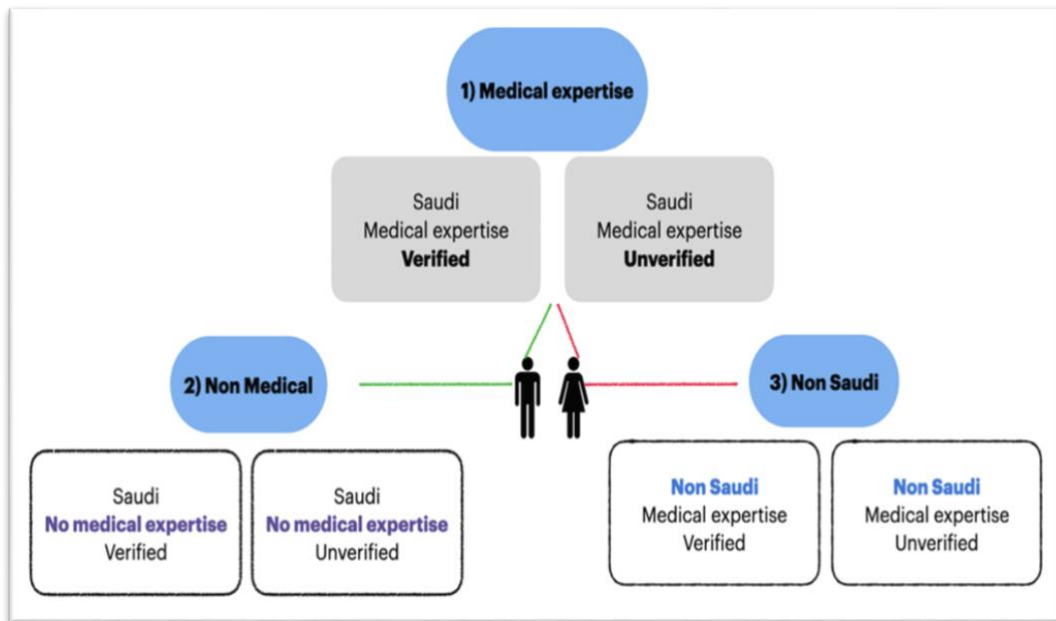 1) Medical expertise
Saudi
Medical expertise
Verified
Saudi
Medical expertise
Unverified
2) Non Medical
3) Non Saudi
Saudi
No medical expertise
Verified
Saudi
No medical expertise
Unverified
Non Saudi
Medical expertise
Verified
Non Saudi
Medical expertise
Unverified